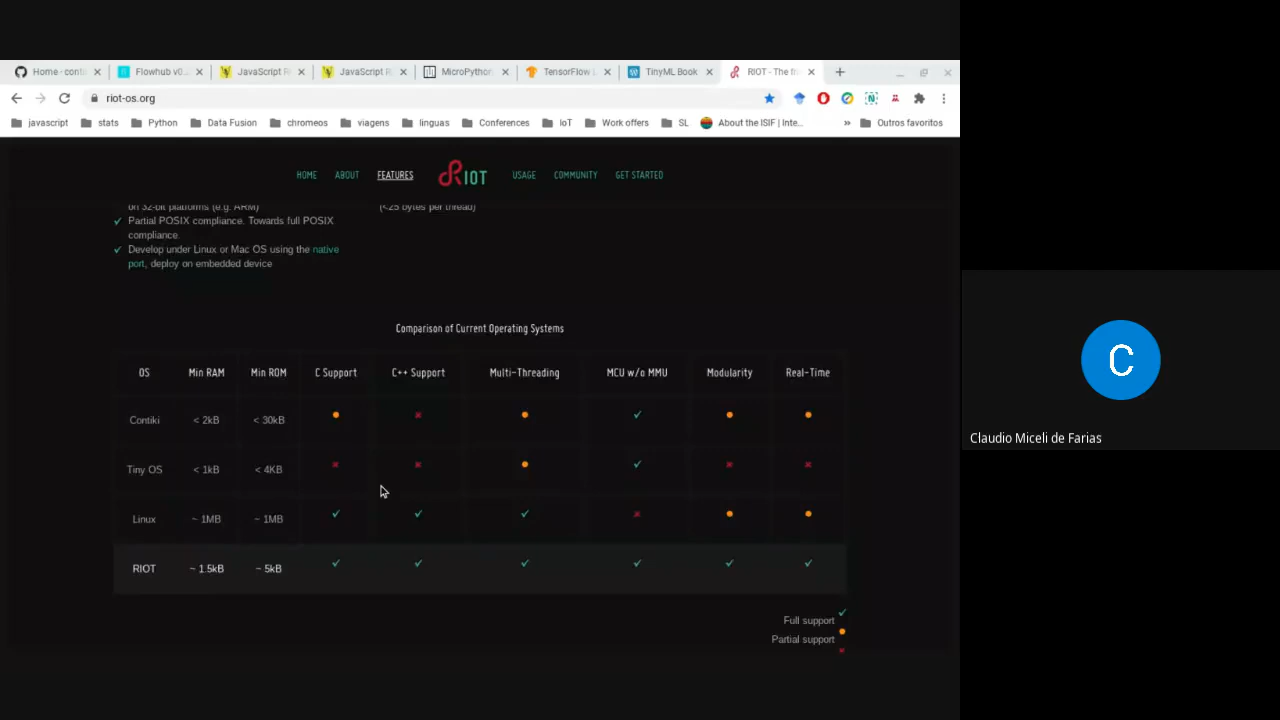 Home - conta
Flowhub v0...
JavaScript R
JavaScript R
MicroPython
TensorFlow L
TinyML Book
RIOT - The fri
riot-os.org
javascript
stats
Python
Data Fusion
chromeos
viagens
linguas
Conferences
IoT
Work offers
SL
About the ISIF | Inte...
»
Outros favoritos
HOME
ABOUT
FEATURES
RIOT
USAGE
COMMUNITY
GET STARTED
on 32-bit platforms (e.g. ARM)
(<25 bytes per thread)
Partial POSIX compliance. Towards full POSIX
compliance.
Develop under Linux or Mac OS using the native
port, deploy on embedded device
Comparison of Current Operating Systems
OS Min RAM Min ROM C Support C++ Support Multi-Threading MCU w/o MMU Modularity Real-Time
Contiki < 2kB < 30kB
Tiny OS < 1kB < 4KB
Linux ~ 1MB ~ 1MB
RIOT ~ 1.5kB ~ 5kB
Full support
Partial support
C
Claudio Miceli de Farias